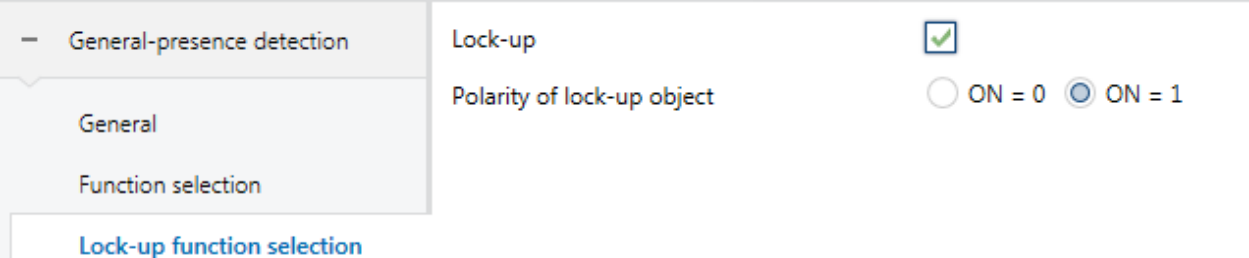 General-presence detection
General
Function selection
Lock-up function selection
Lock-up
Polarity of lock-up object ON = 0 ON = 1